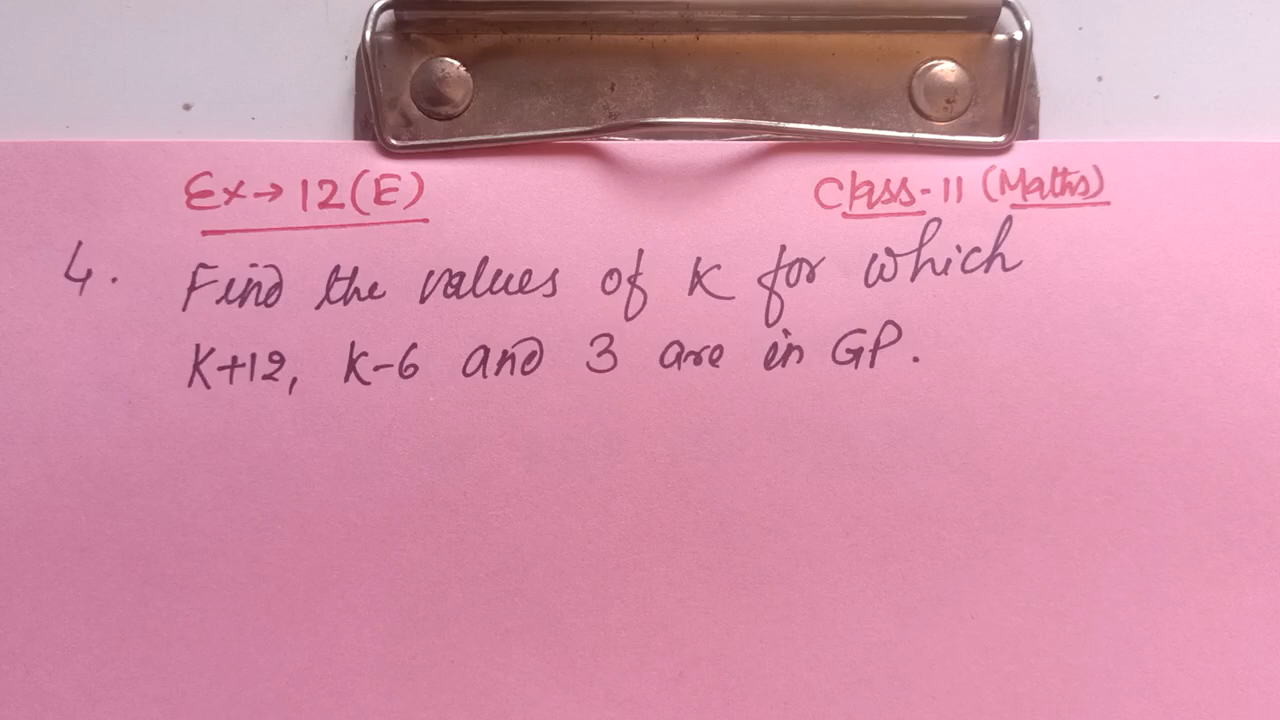 Ex→12(E)
Class-11 (Maths)
4. Find the values of K for which
K+12, K-6 and 3 are in GP.